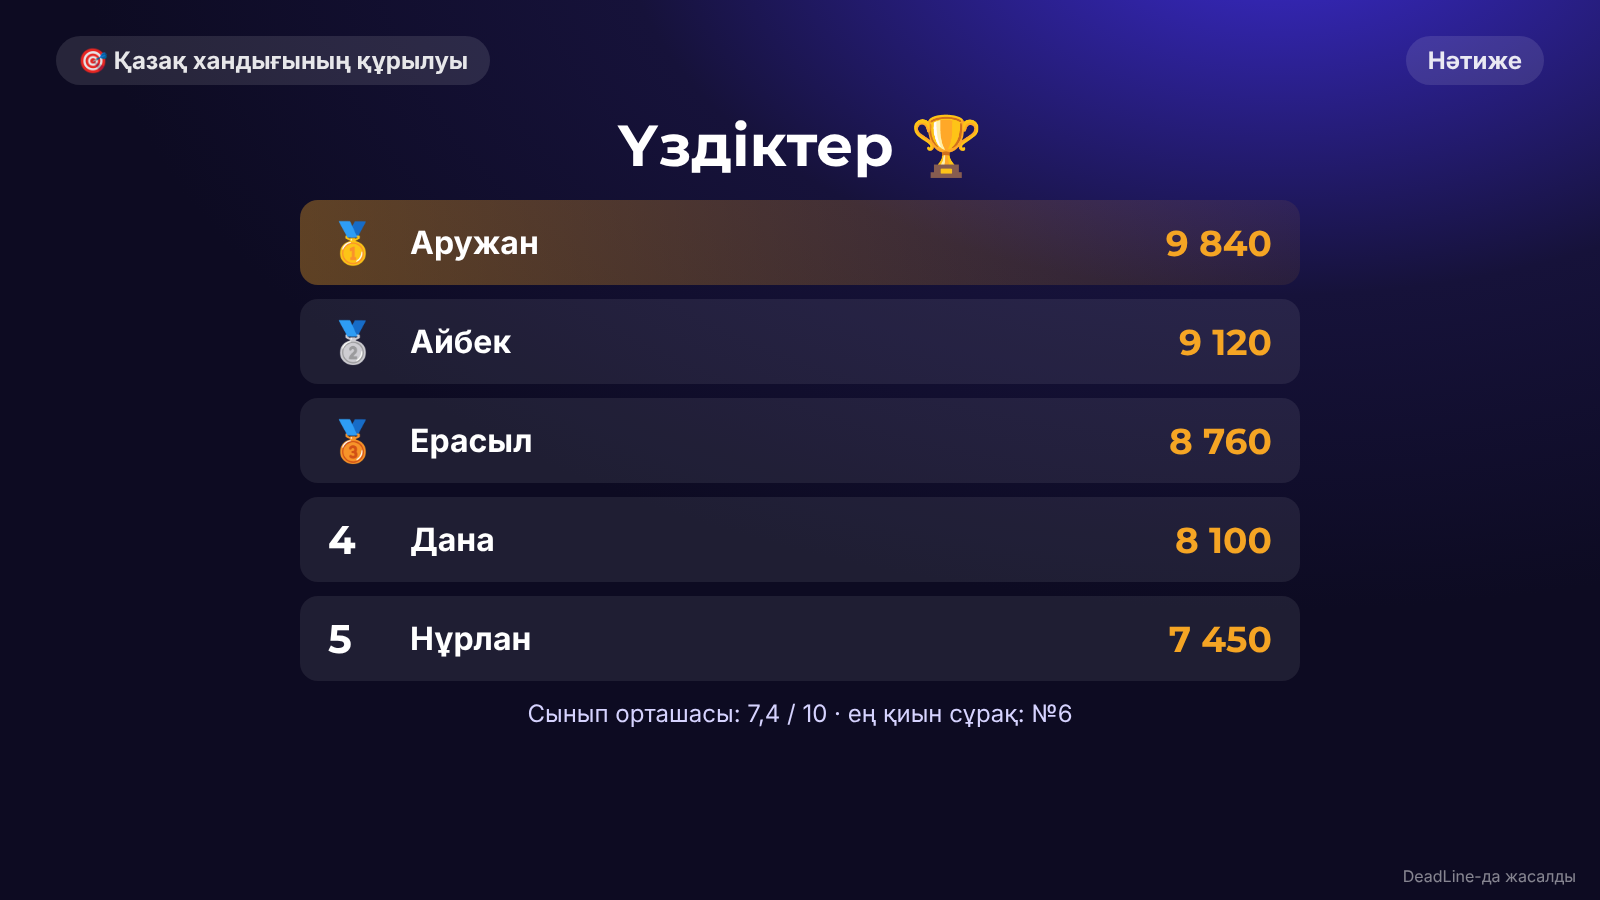 🎯 Қазақ хандығының құрылуы
Нәтиже
Үздіктер 🏆
🥇 Аружан 9 840
🥈 Айбек 9 120
🥉 Ерасыл 8 760
4 Дана 8 100
5 Нұрлан 7 450
Сынып орташасы: 7,4 / 10 · ең қиын сұрақ: №6
DeadLine-да жасалды